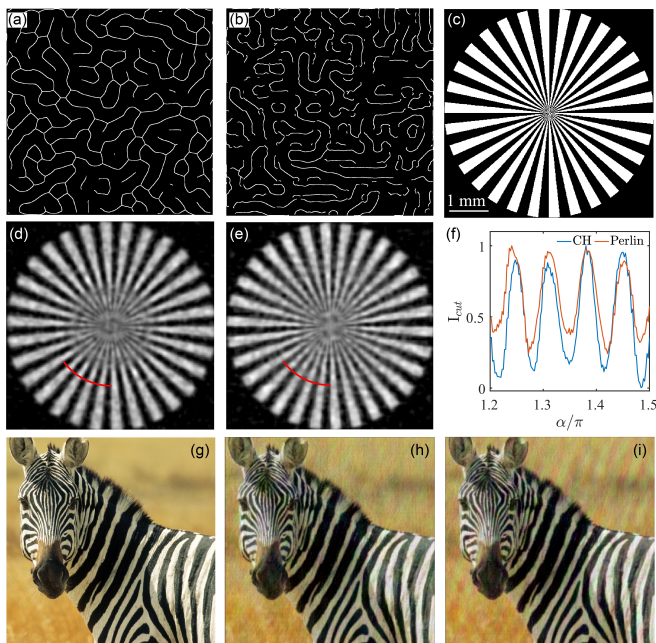 (a)
(b)
(c)
1 mm
(d)
(e)
(f)
CH Perlin
1
0.5
0
I_cut
1.2 1.3 1.4 1.5
α/π
(g)
(h)
(i)